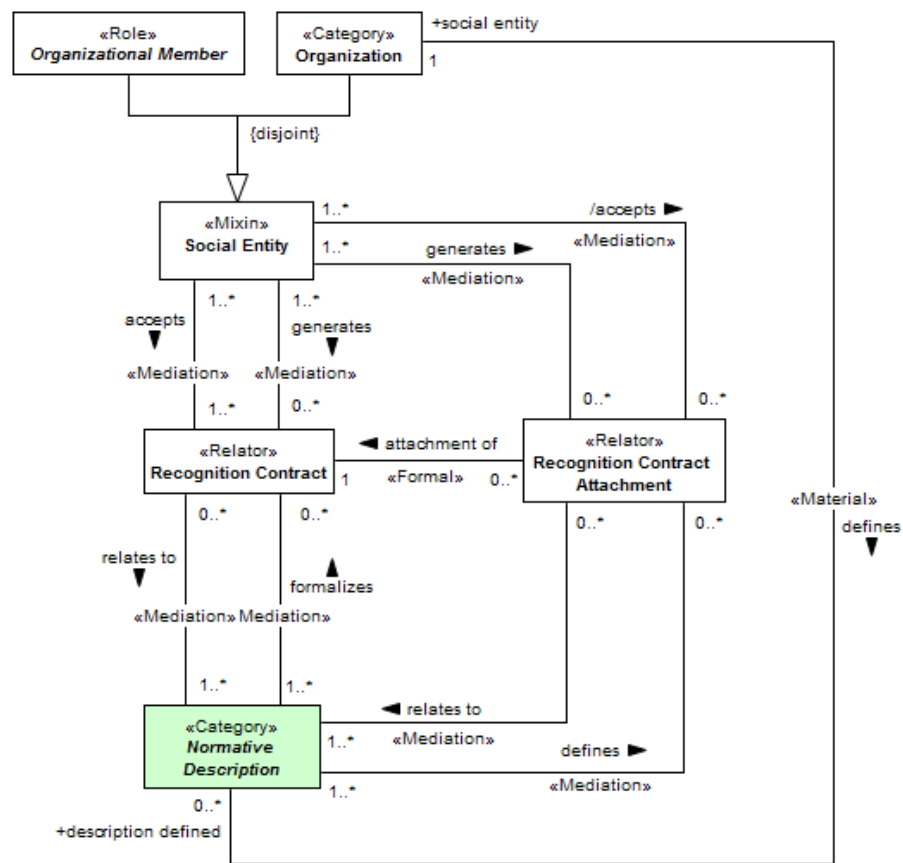 «Role»
Organizational Member
«Category»
Organization
+social entity
1
{disjoint}
«Mixin»
Social Entity
1..*
/accepts ►
«Mediation»
1..*
generates ►
«Mediation»
1..*
1..*
accepts
▼
generates
▼
«Mediation»
«Mediation»
1..*
0..*
0..*
0..*
«Relator»
Recognition Contract
◄ attachment of
1
«Formal»
0..*
«Relator»
Recognition Contract
Attachment
«Material»
defines
▼
0..*
0..*
0..*
0..*
relates to
▼
▲
formalizes
«Mediation»
Mediation»
1..*
1..*
«Category»
Normative
Description
◄ relates to
1..*
«Mediation»
defines ►
1..*
«Mediation»
0..*
+description defined